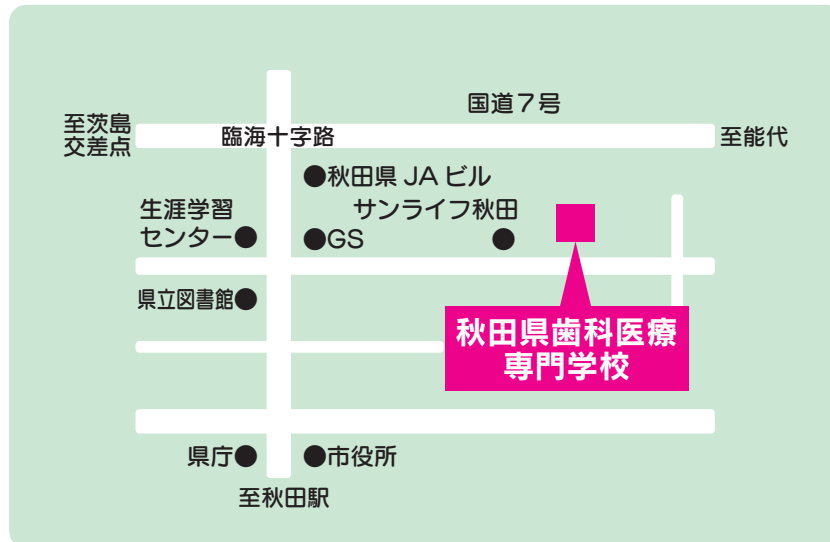 国道７号
至茨島
交差点
臨海十字路
至能代
●秋田県 JA ビル
生涯学習
センター●
サンライフ秋田
●GS
県立図書館●
秋田県歯科医療
専門学校
県庁●
●市役所
至秋田駅